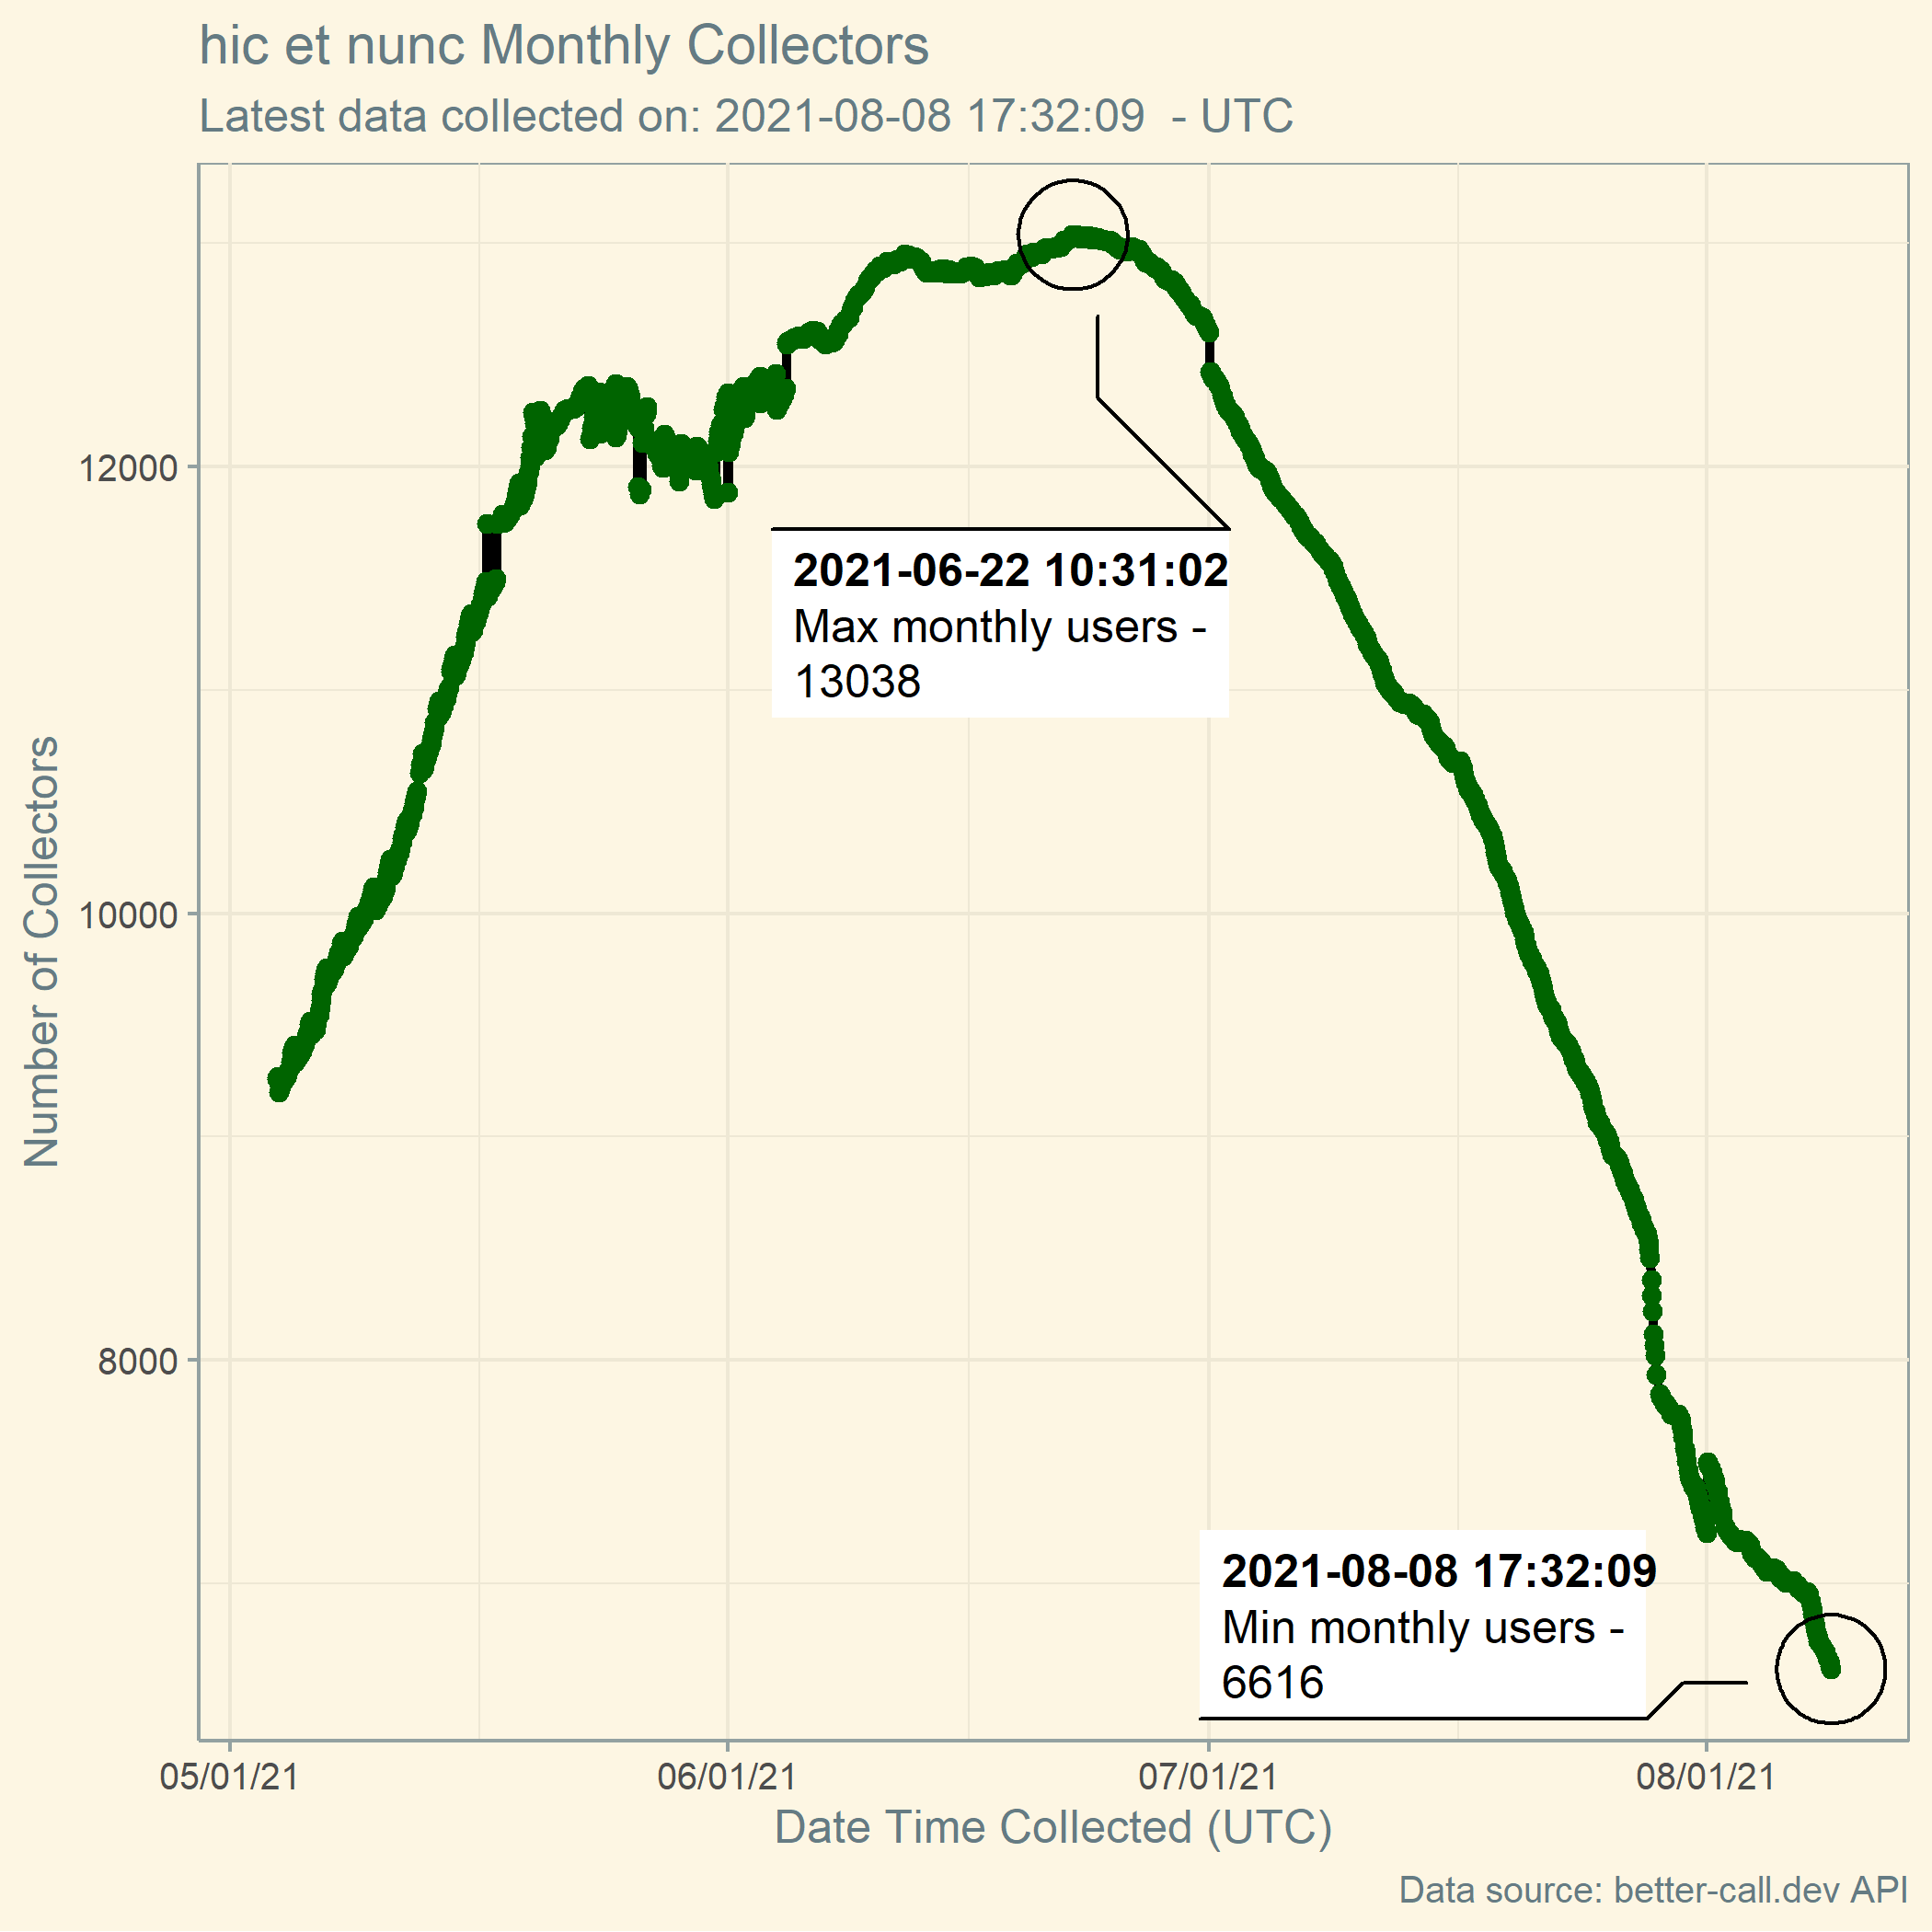 hic et nunc Monthly Collectors
Latest data collected on: 2021-08-08 17:32:09  - UTC
Number of Collectors
12000
10000
8000
2021-06-22 10:31:02
Max monthly users -
13038
2021-08-08 17:32:09
Min monthly users -
6616
05/01/21
06/01/21
07/01/21
08/01/21
Date Time Collected (UTC)
Data source: better-call.dev API